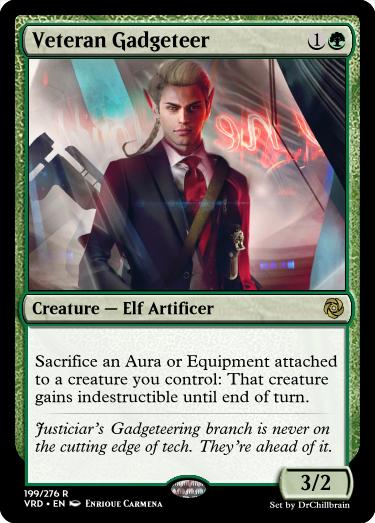 Veteran Gadgeteer 1
Creature — Elf Artificer
Sacrifice an Aura or Equipment attached
to a creature you control: That creature
gains indestructible until end of turn.
Justiciar's Gadgeteering branch is never on
the cutting edge of tech. They're ahead of it.
3/2
199/276 R
VRD • EN Enrique Carmena
Set by DrChillbrain